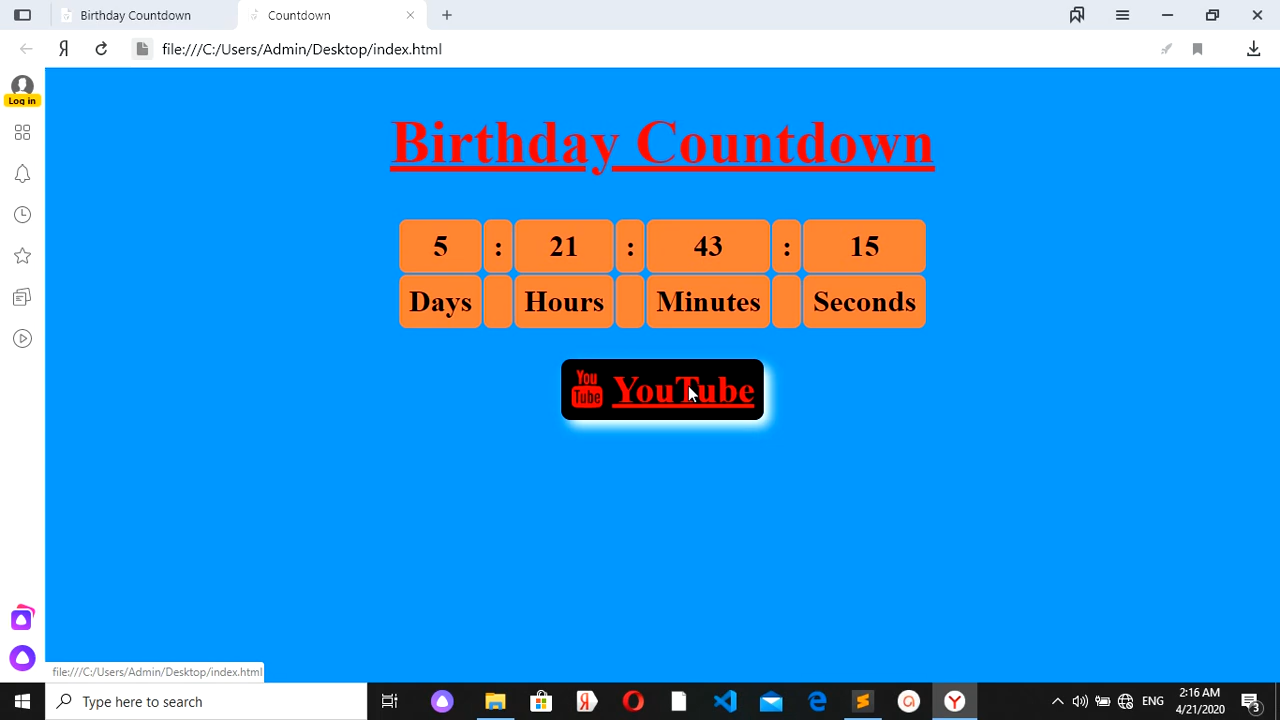 Birthday Countdown
Countdown
file:///C:/Users/Admin/Desktop/index.html
Log in
Birthday Countdown
5 : 21 : 43 : 15
Days Hours Minutes Seconds
You Tube YouTube
file:///C:/Users/Admin/Desktop/index.html
Type here to search
ENG
2:16 AM
4/21/2020
3